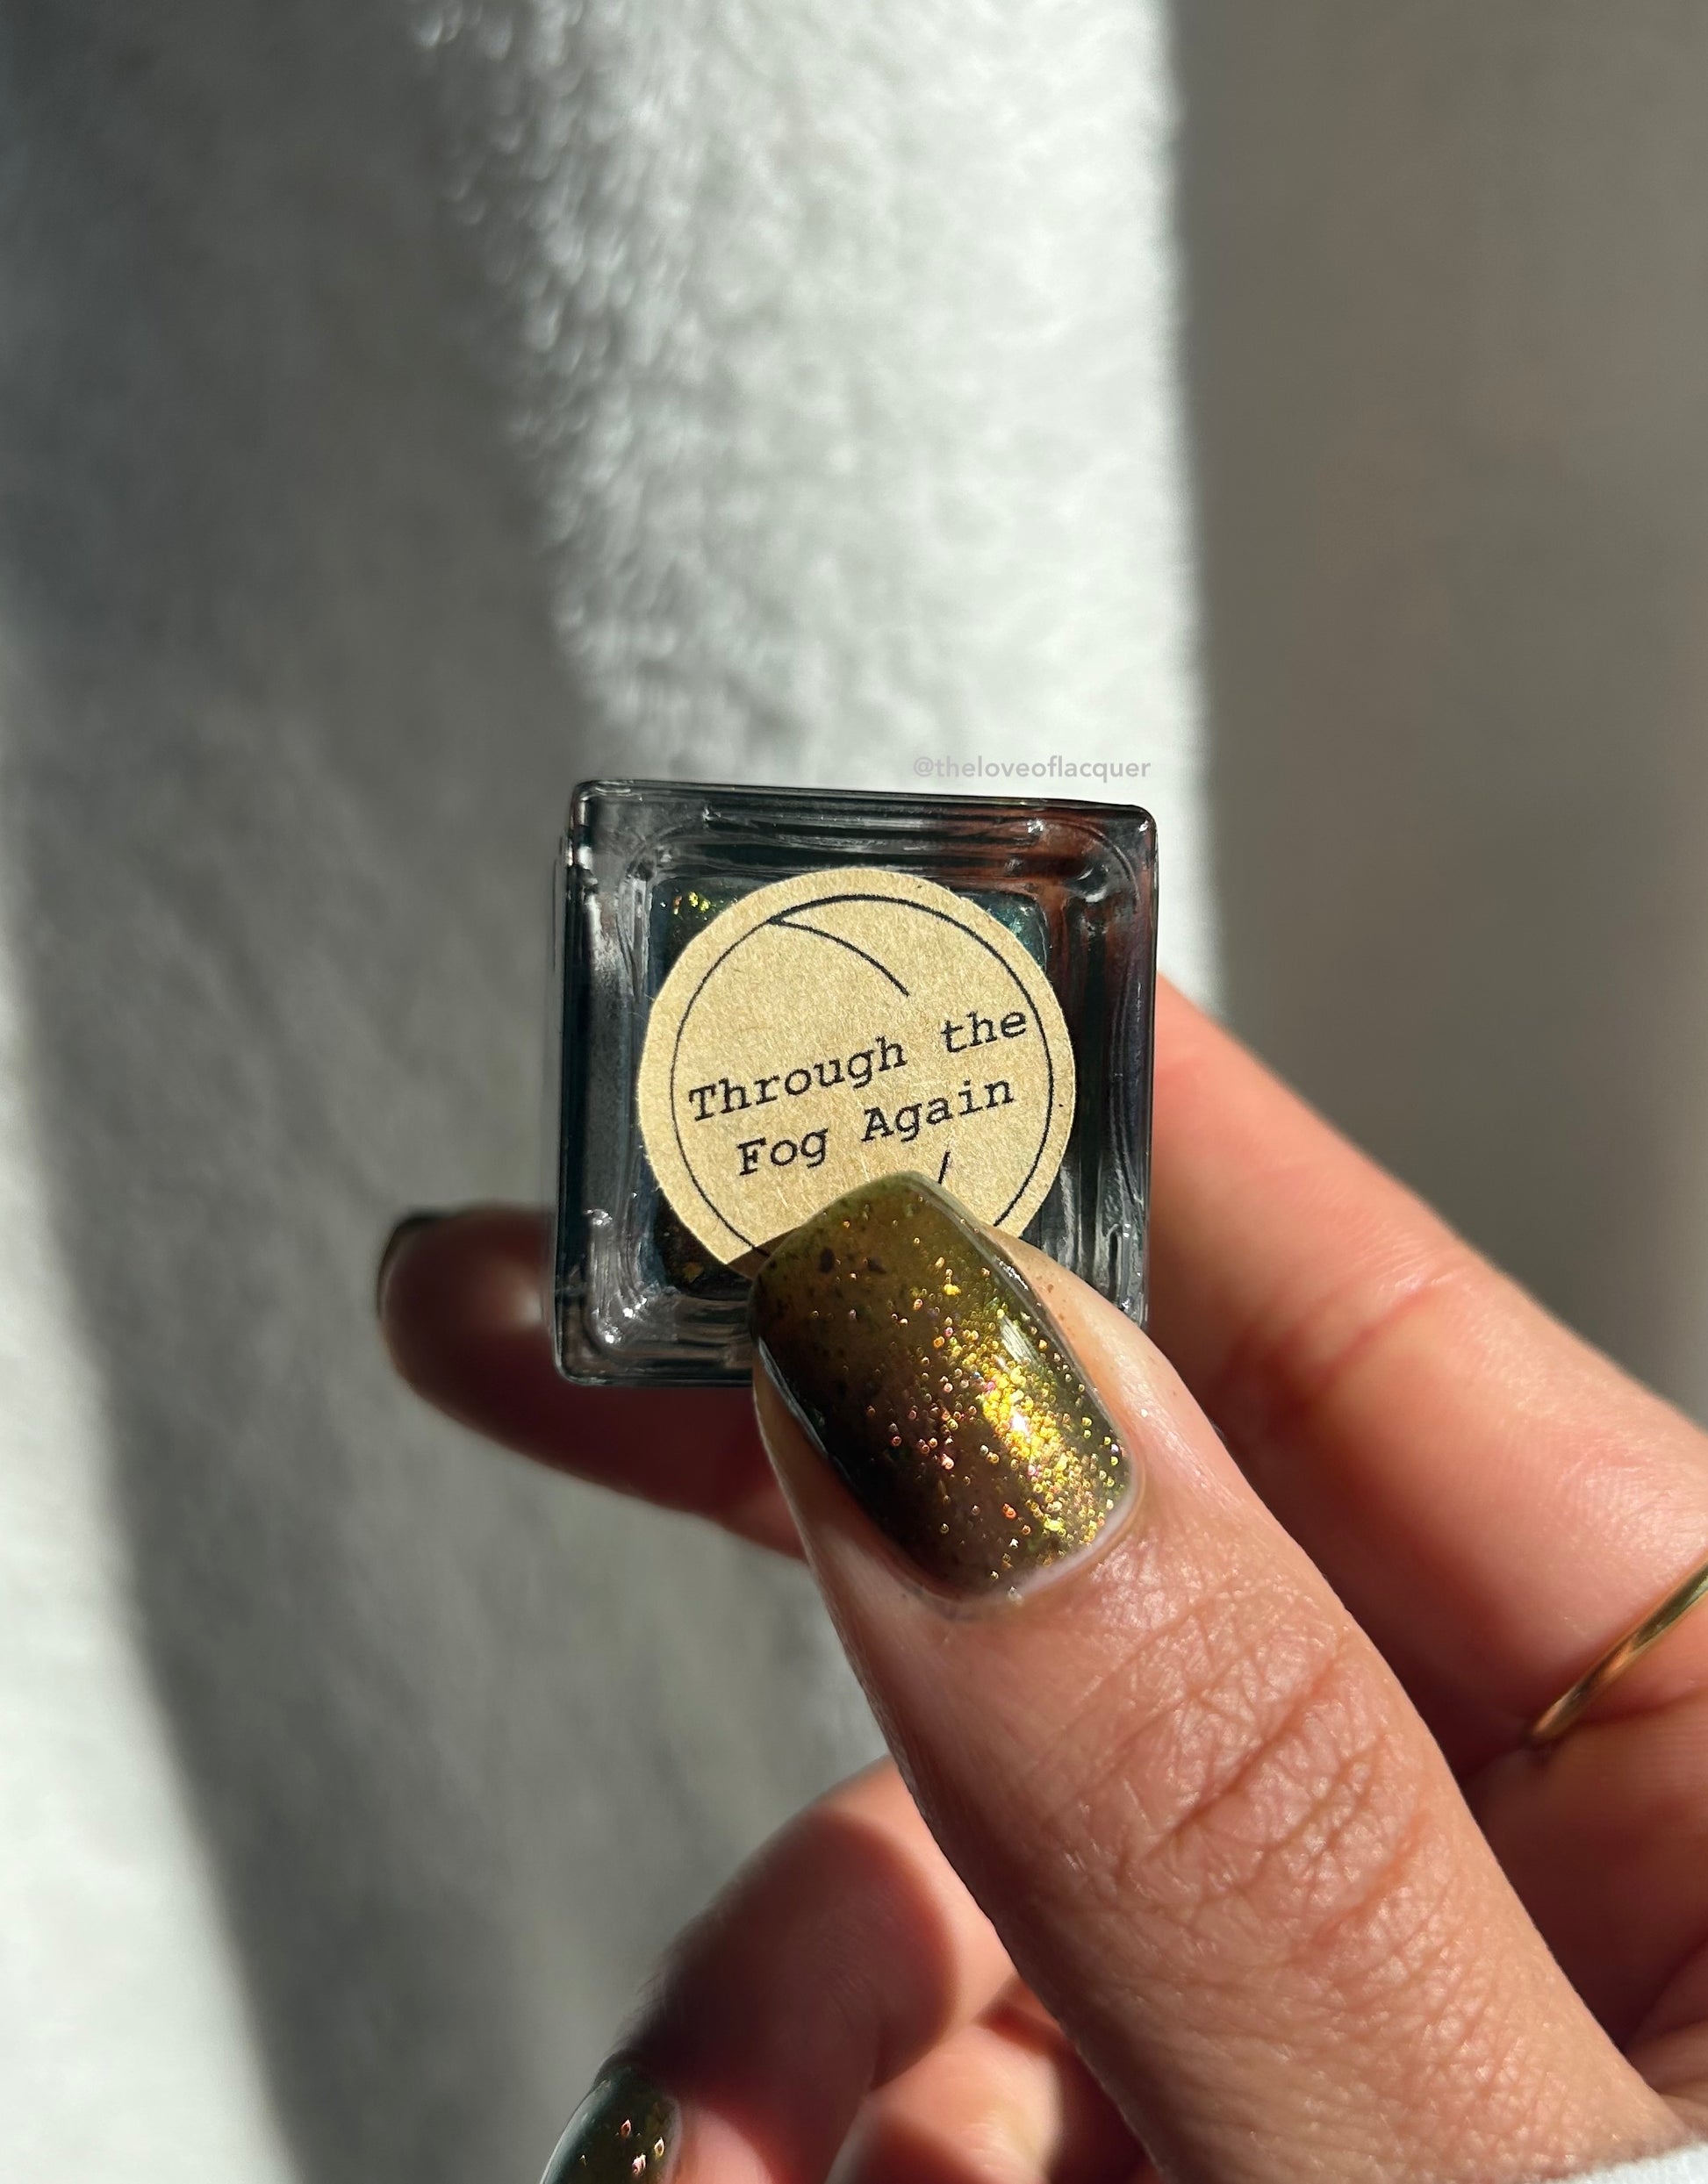 @theloveoflacquer
Through the
Fog Again